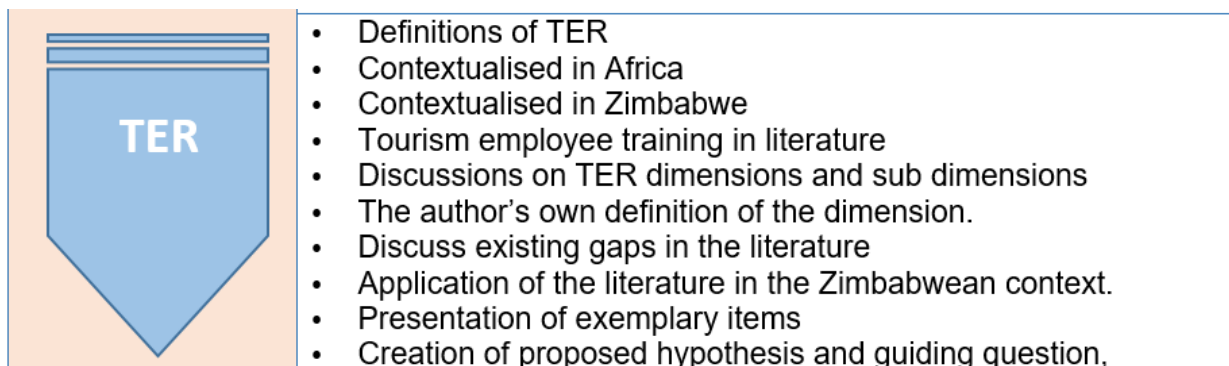 TER
• Definitions of TER
• Contextualised in Africa
• Contextualised in Zimbabwe
• Tourism employee training in literature
• Discussions on TER dimensions and sub dimensions
• The author’s own definition of the dimension.
• Discuss existing gaps in the literature
• Application of the literature in the Zimbabwean context.
• Presentation of exemplary items
• Creation of proposed hypothesis and guiding question,